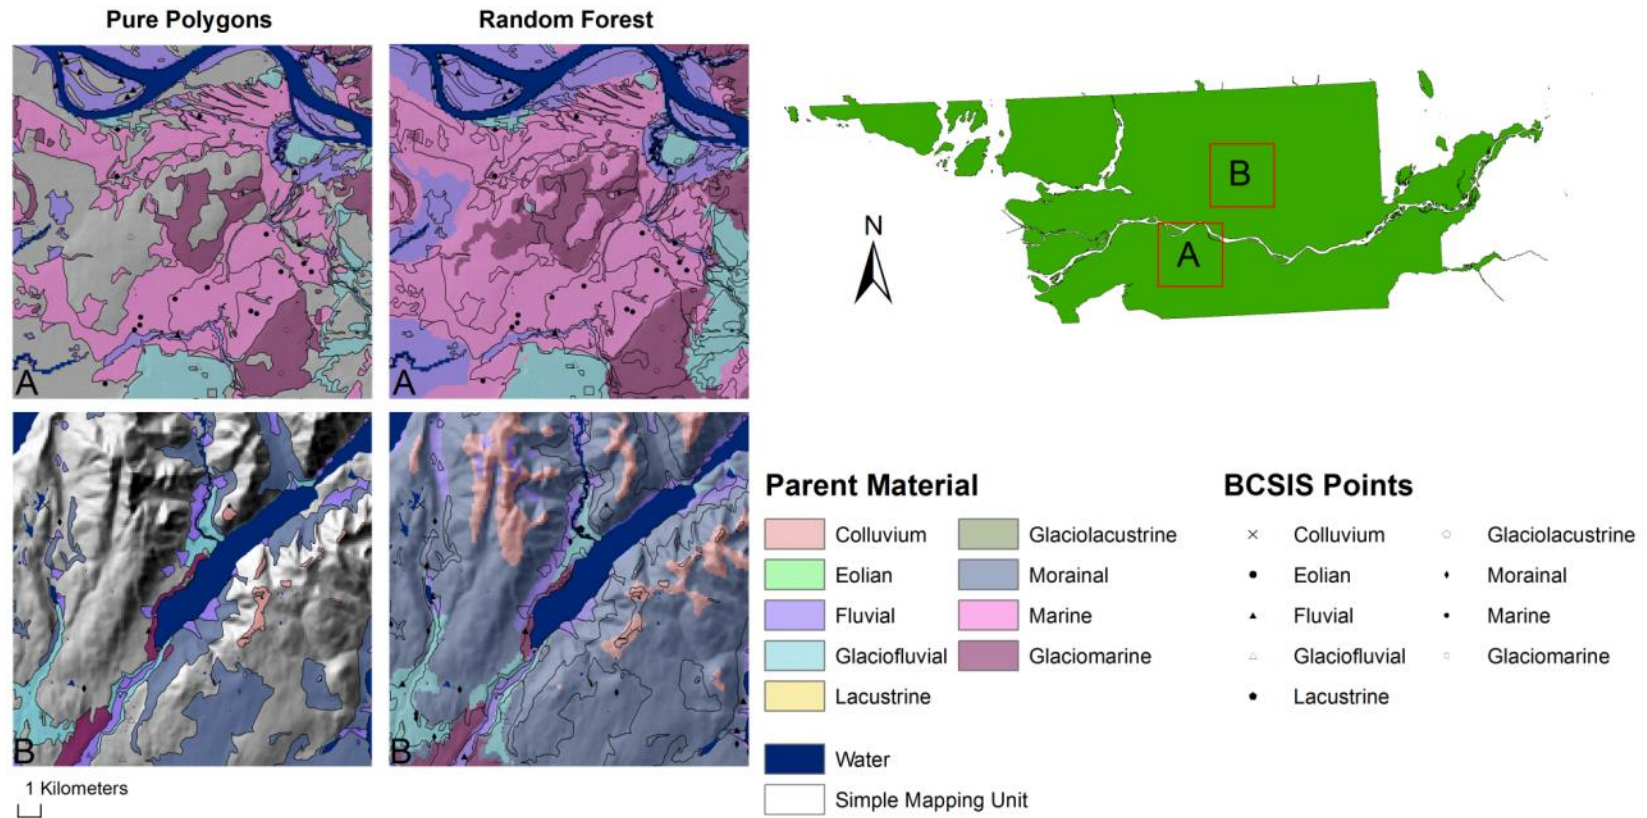 Pure Polygons
Random Forest
A
A
B
B
1 Kilometers
N
B
A
Parent Material
Colluvium
Eolian
Fluvial
Glaciofluvial
Lacustrine
Glaciolacustrine
Morainal
Marine
Glaciomarine
Water
Simple Mapping Unit
BCSIS Points
Colluvium
Eolian
Fluvial
Glaciofluvial
Lacustrine
Glaciolacustrine
Morainal
Marine
Glaciomarine